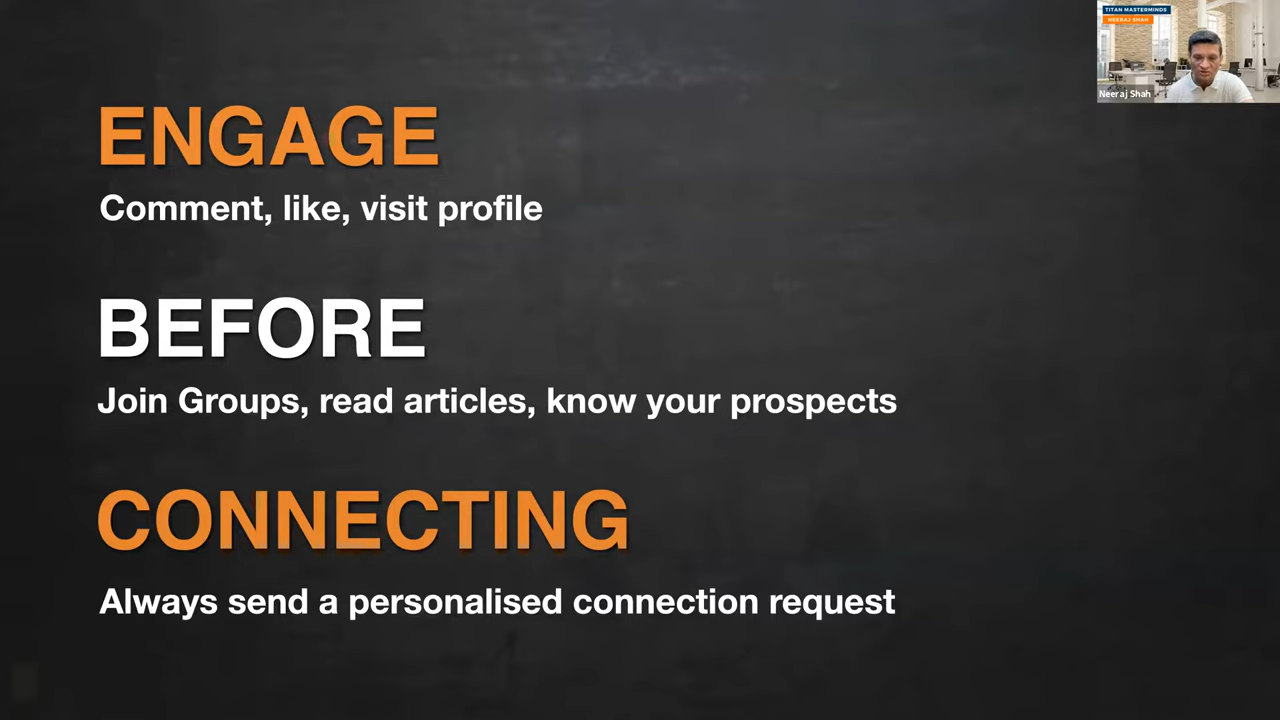 TITAN MASTERMINDS
NEERAJ SHAH
Neeraj Shah
ENGAGE
Comment, like, visit profile
BEFORE
Join Groups, read articles, know your prospects
CONNECTING
Always send a personalised connection request